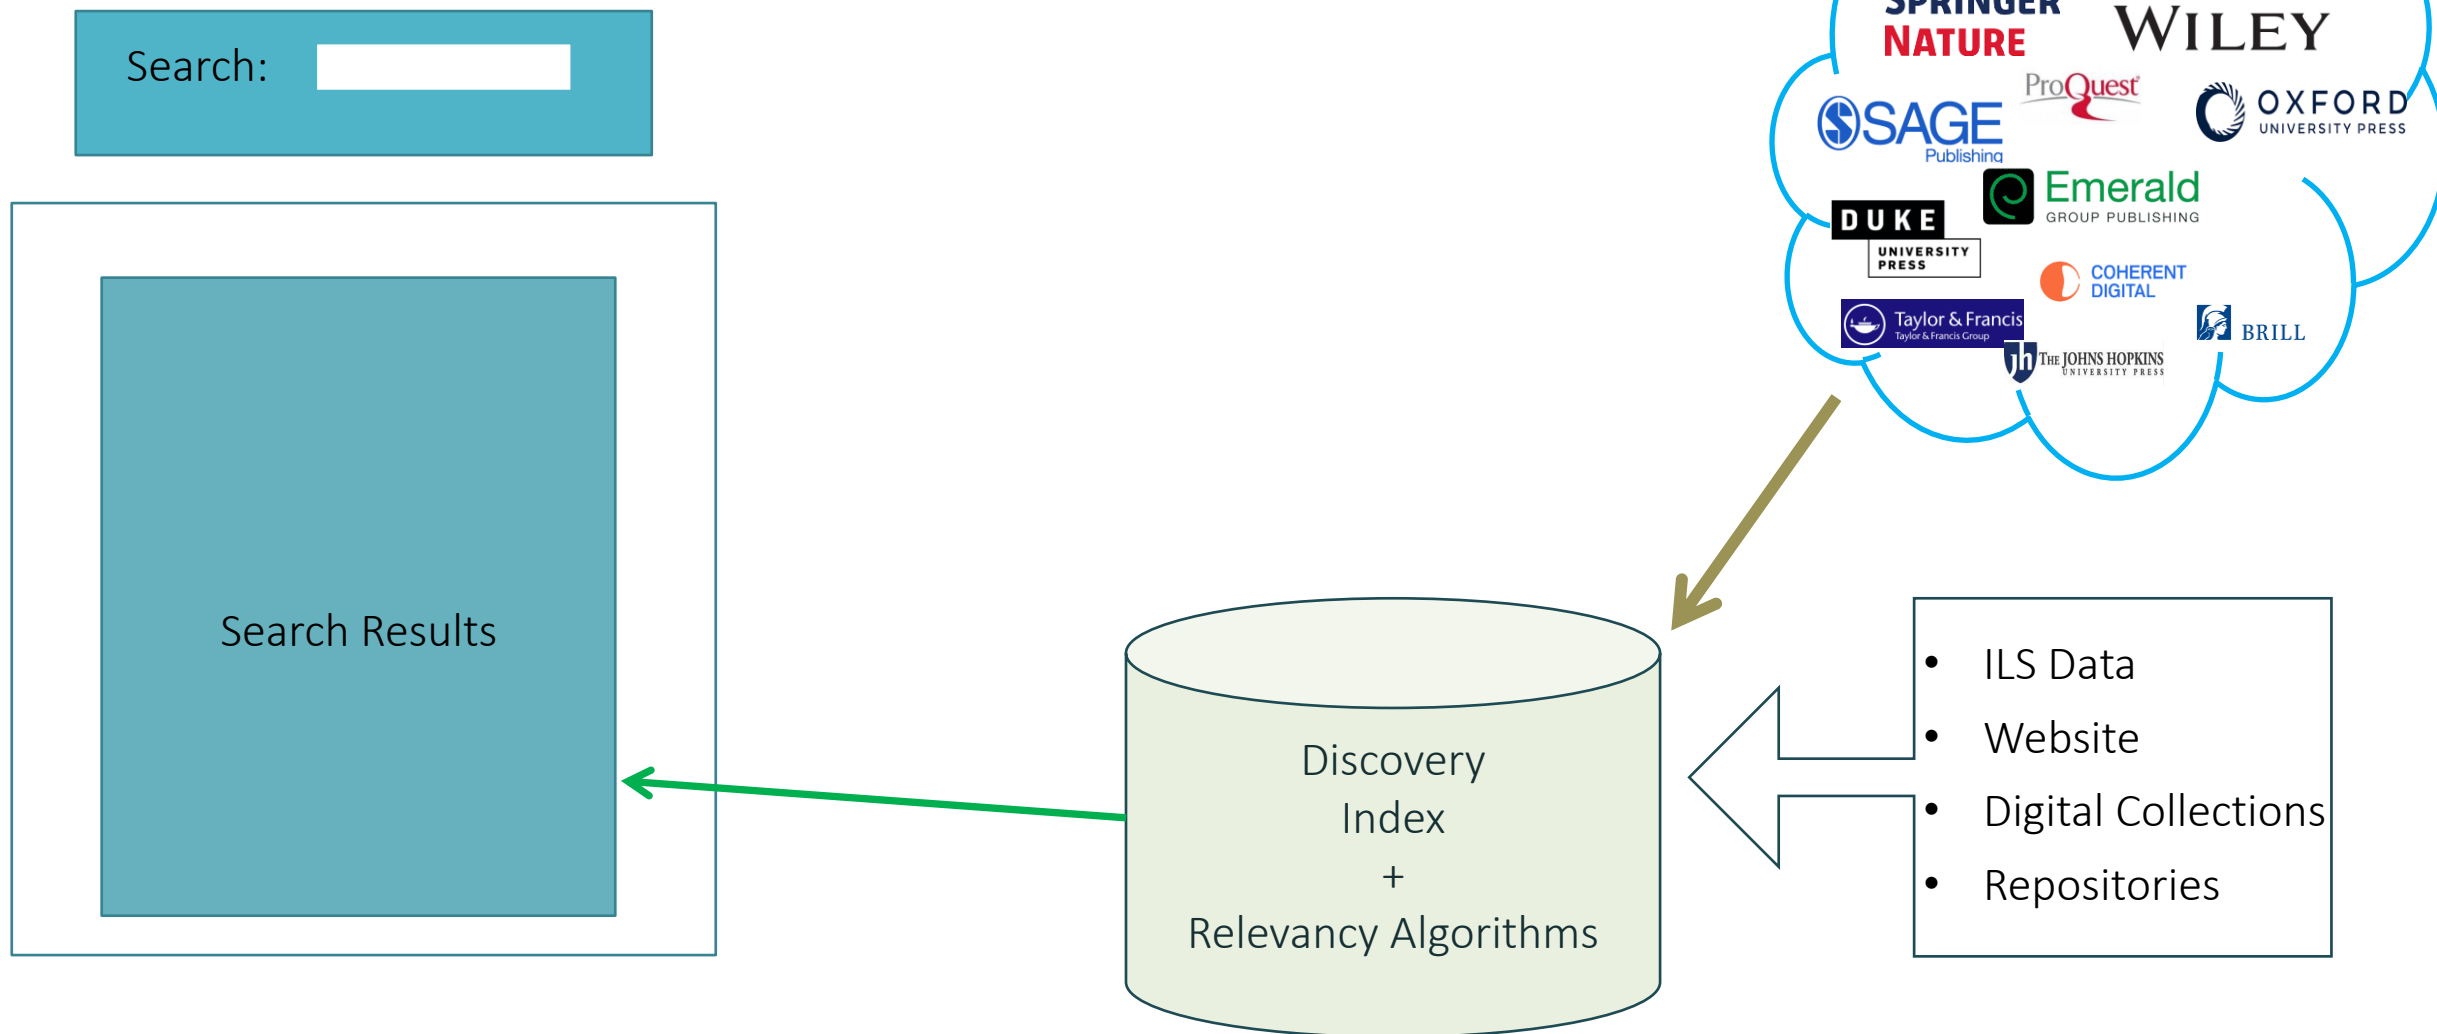 Search:
Search Results
SPRINGER
NATURE
WILEY
ProQuest
SAGE
Publishing
OXFORD
UNIVERSITY PRESS
Emerald
GROUP PUBLISHING
DUKE
UNIVERSITY
PRESS
COHERENT
DIGITAL
Taylor & Francis
Taylor & Francis Group
BRILL
jh
THE JOHNS HOPKINS
UNIVERSITY PRESS
Discovery
Index
+
Relevancy Algorithms
• ILS Data
• Website
• Digital Collections
• Repositories